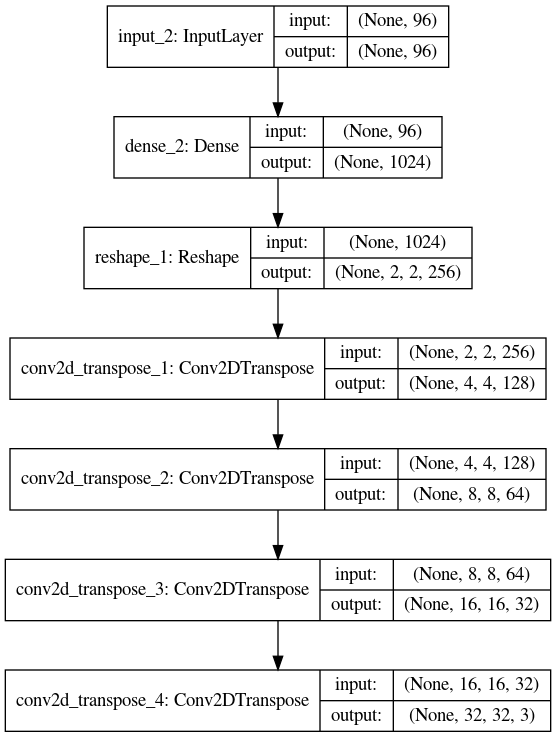 input_2: InputLayer
input: (None, 96)
output: (None, 96)
dense_2: Dense
input: (None, 96)
output: (None, 1024)
reshape_1: Reshape
input: (None, 1024)
output: (None, 2, 2, 256)
conv2d_transpose_1: Conv2DTranspose
input: (None, 2, 2, 256)
output: (None, 4, 4, 128)
conv2d_transpose_2: Conv2DTranspose
input: (None, 4, 4, 128)
output: (None, 8, 8, 64)
conv2d_transpose_3: Conv2DTranspose
input: (None, 8, 8, 64)
output: (None, 16, 16, 32)
conv2d_transpose_4: Conv2DTranspose
input: (None, 16, 16, 32)
output: (None, 32, 32, 3)